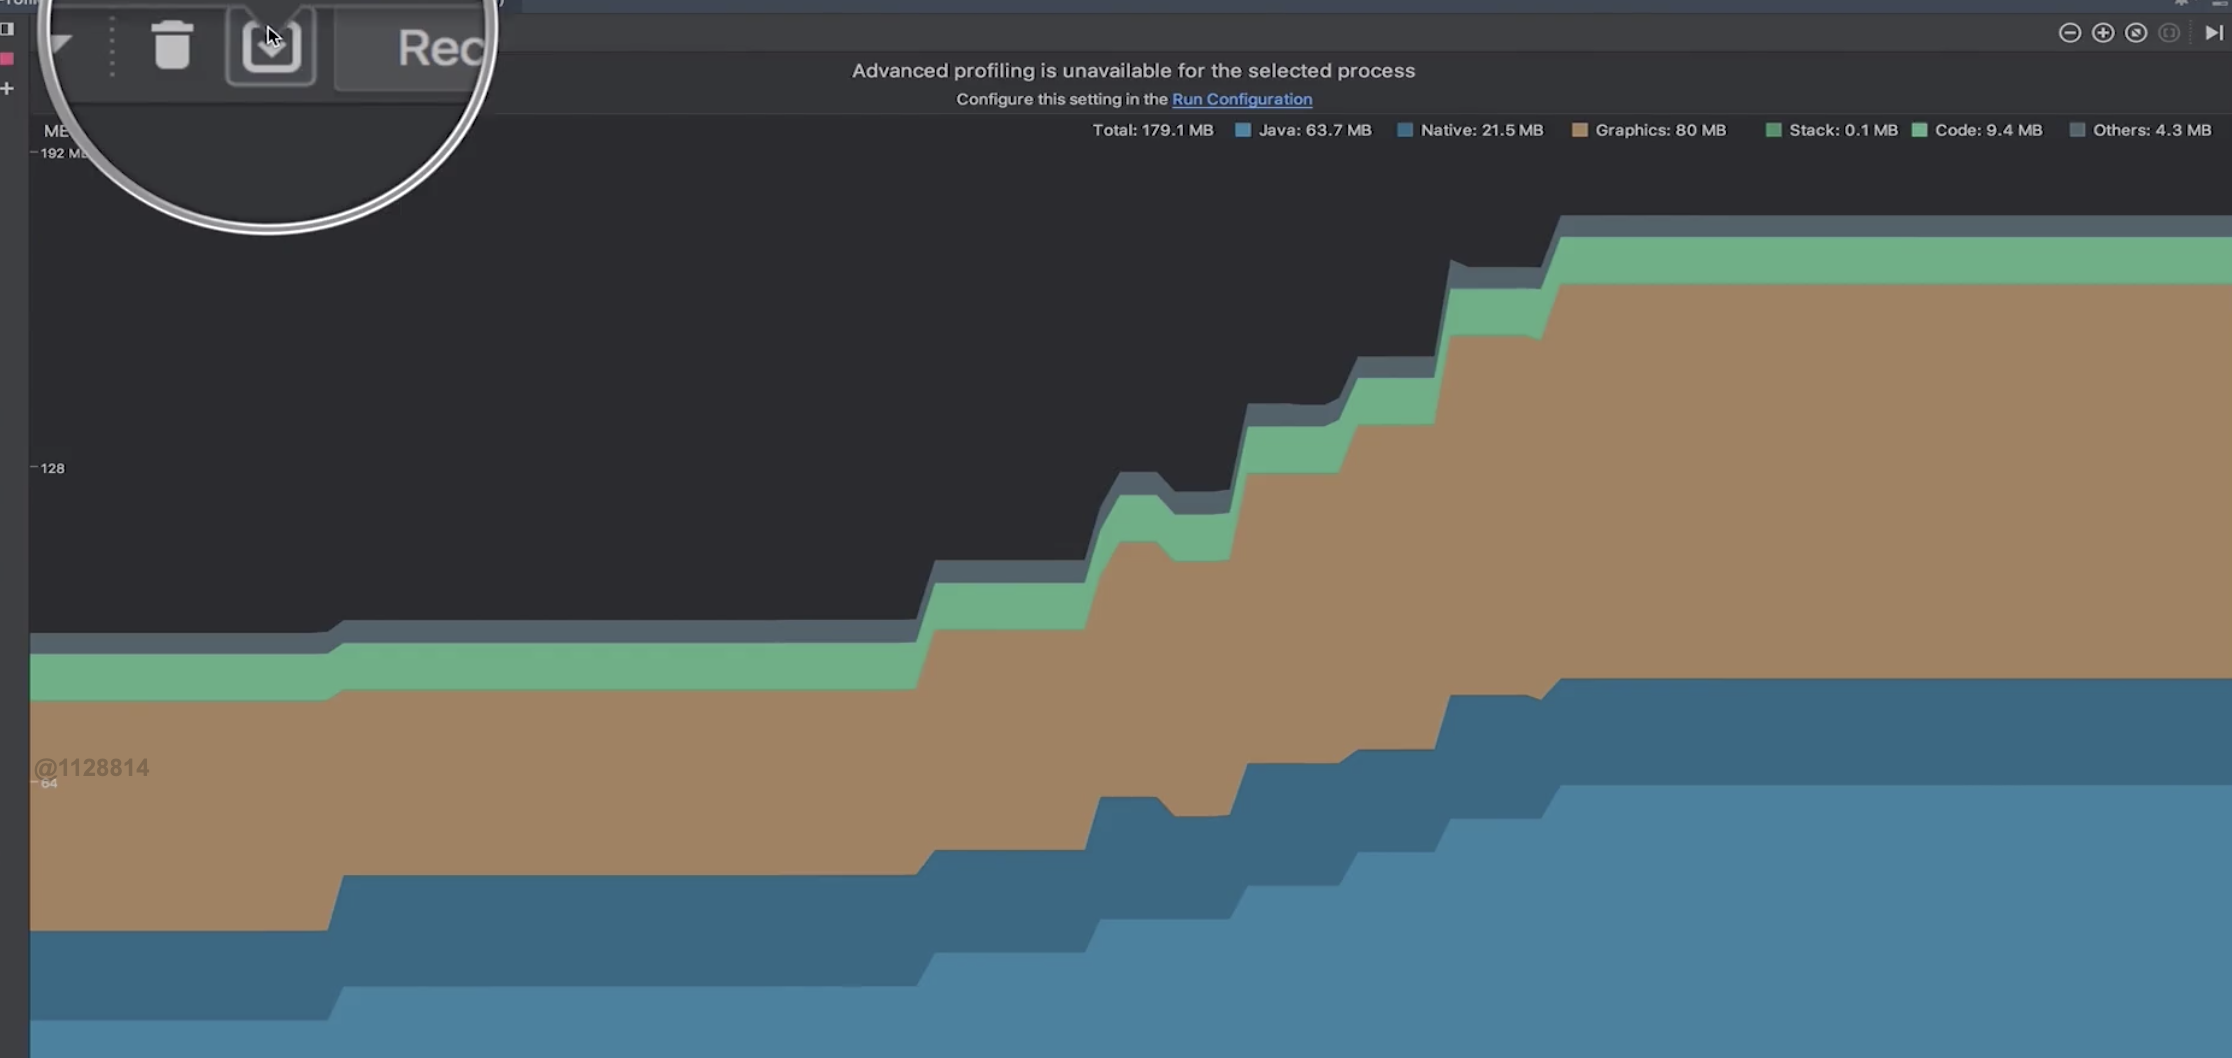 Rec
Advanced profiling is unavailable for the selected process
Configure this setting in the Run Configuration
Total: 179.1 MB Java: 63.7 MB Native: 21.5 MB Graphics: 80 MB Stack: 0.1 MB Code: 9.4 MB Others: 4.3 MB
192
128
@1128814
64